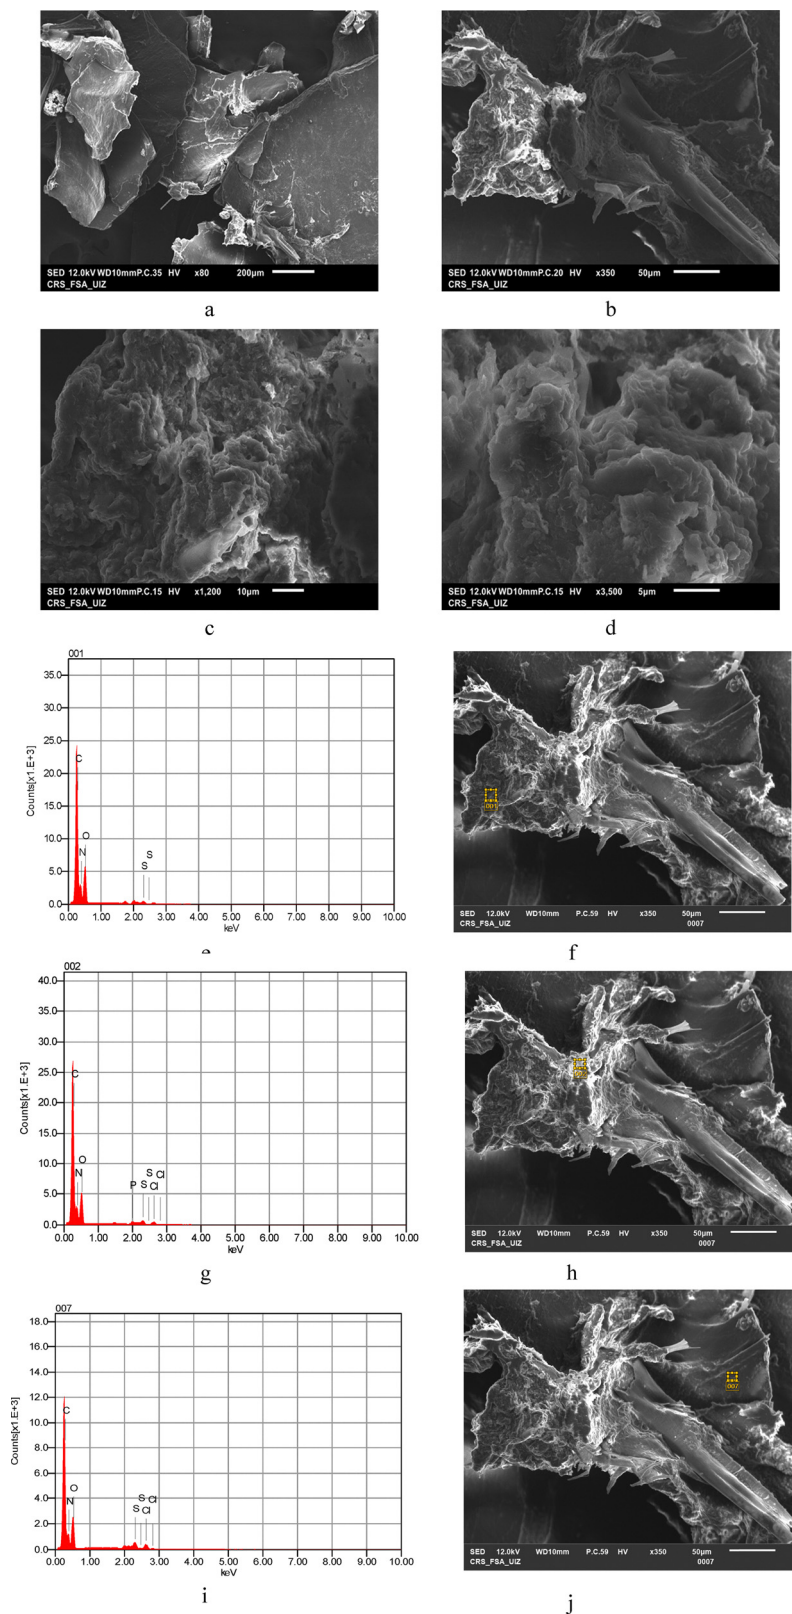 SED 12.0kV WD10mmP.C.35 HV x80 200µm
CRS_FSA_UIZ
a
SED 12.0kV WD10mmP.C.20 HV x350 50µm
CRS_FSA_UIZ
b
SED 12.0kV WD10mmP.C.15 HV x1,200 10µm
CRS_FSA_UIZ
c
SED 12.0kV WD10mmP.C.15 HV x3,500 5µm
CRS_FSA_UIZ
d
001
Counts[x1.E+3]
35.0
30.0
25.0
20.0
15.0
10.0
5.0
0.0
C
O
N
S
S
0.00 1.00 2.00 3.00 4.00 5.00 6.00 7.00 8.00 9.00 10.00
keV
e
001
SED 12.0kV WD10mm P.C.59 HV x350 50µm
CRS_FSA_UIZ 0007
f
002
Counts[x1.E+3]
40.0
35.0
30.0
25.0
20.0
15.0
10.0
5.0
0.0
C
O
N
S Cl
P S Cl
0.00 1.00 2.00 3.00 4.00 5.00 6.00 7.00 8.00 9.00 10.00
keV
g
SED 12.0kV WD10mm P.C.59 HV x350 50µm
CRS_FSA_UIZ 0007
h
007
Counts[x1.E+3]
18.0
16.0
14.0
12.0
10.0
8.0
6.0
4.0
2.0
0.0
C
O
N
S Cl
S Cl
0.00 1.00 2.00 3.00 4.00 5.00 6.00 7.00 8.00 9.00 10.00
keV
i
007
SED 12.0kV WD10mm P.C.59 HV x350 50µm
CRS_FSA_UIZ 0007
j